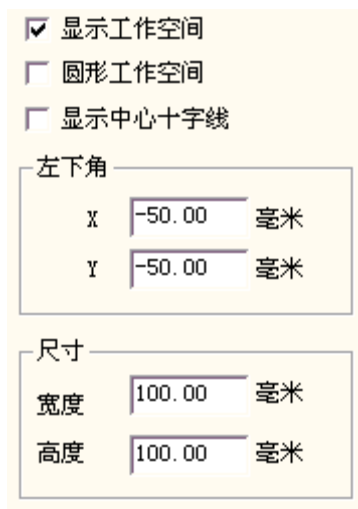 显示工作空间
圆形工作空间
显示中心十字线
左下角
X -50.00 毫米
Y -50.00 毫米
尺寸
宽度 100.00 毫米
高度 100.00 毫米